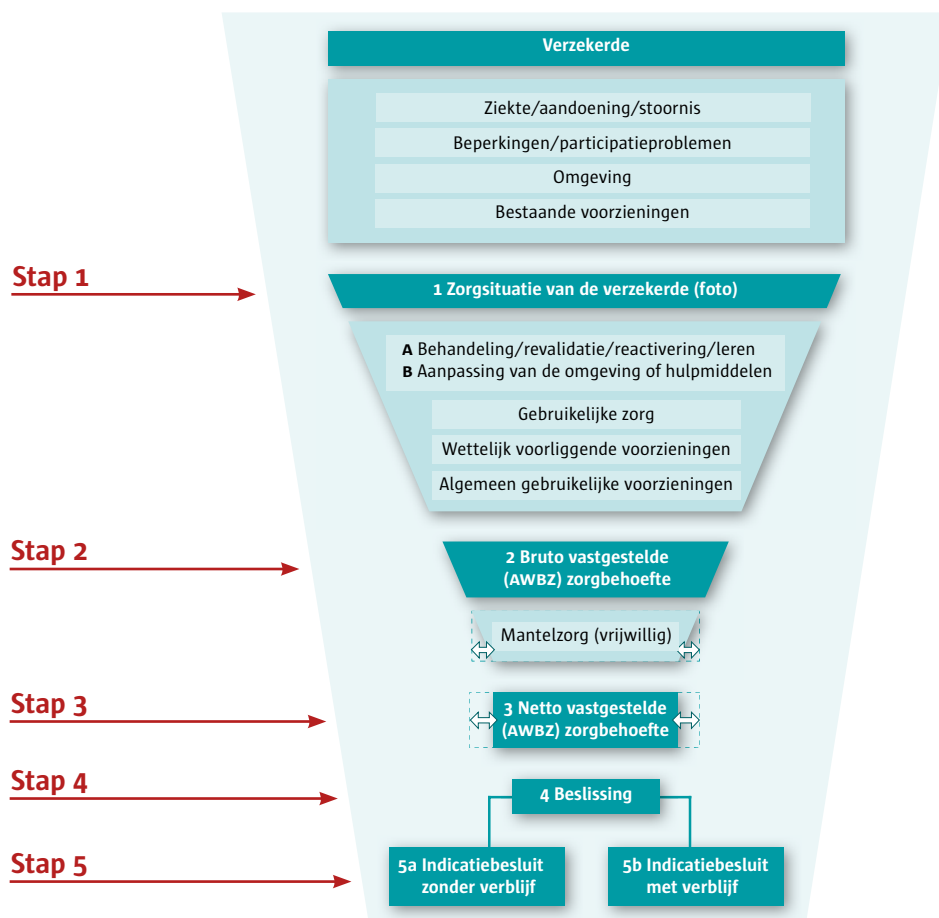 Verzekerde
Ziekte/aandoening/stoornis
Beperkingen/participatieproblemen
Omgeving
Bestaande voorzieningen
Stap 1
1 Zorgsituatie van de verzekerde (foto)
A Behandeling/revalidatie/reactivering/leren
B Aanpassing van de omgeving of hulpmiddelen
Gebruikelijke zorg
Wettelijk voorliggende voorzieningen
Algemeen gebruikelijke voorzieningen
Stap 2
2 Bruto vastgestelde
(AWBZ) zorgbehoefte
Mantelzorg (vrijwillig)
Stap 3
3 Netto vastgestelde
(AWBZ) zorgbehoefte
Stap 4
4 Beslissing
Stap 5
5a Indicatiebesluit
zonder verblijf
5b Indicatiebesluit
met verblijf